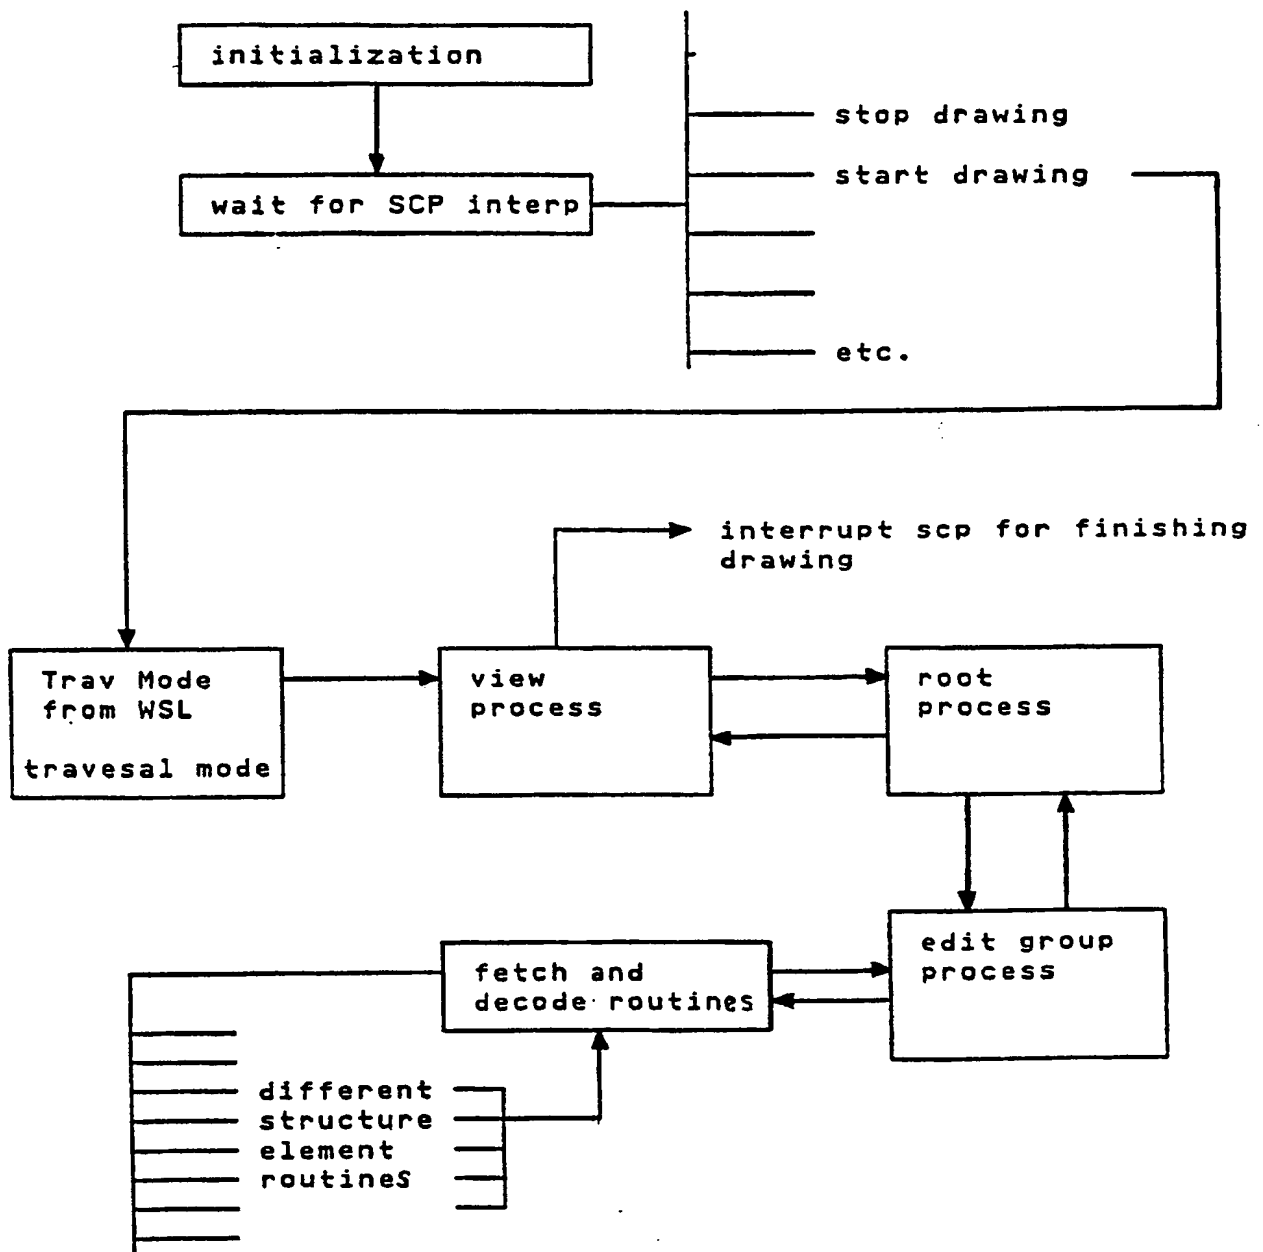 initialization
stop drawing
start drawing
wait for SCP interp
etc.
interrupt scp for finishing
drawing
Trav Mode
from WSL
travesal mode
view
process
root
process
edit group
process
fetch and
decode routines
different
structure
element
routines